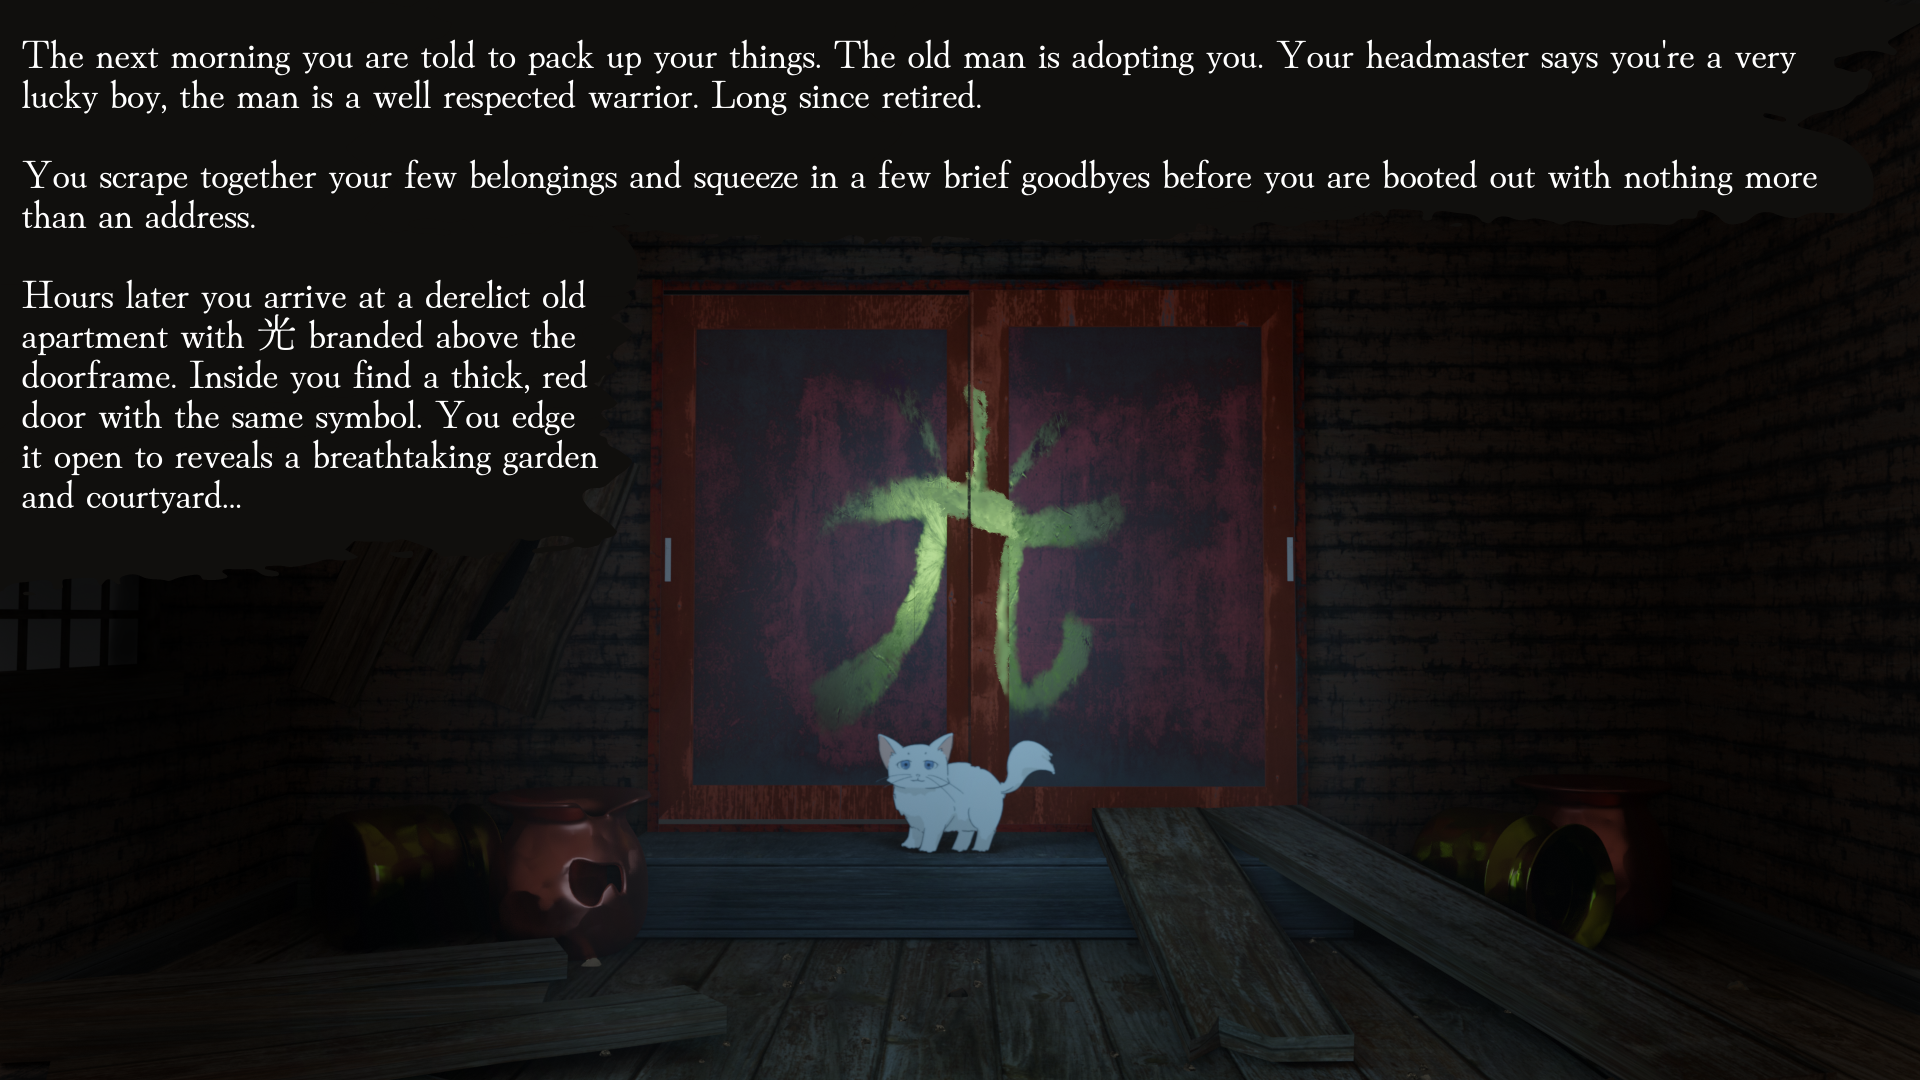 The next morning you are told to pack up your things. The old man is adopting you. Your headmaster says you're a very
lucky boy, the man is a well respected warrior. Long since retired.
You scrape together your few belongings and squeeze in a few brief goodbyes before you are booted out with nothing more
than an address.
Hours later you arrive at a derelict old
apartment with 光 branded above the
doorframe. Inside you find a thick, red
door with the same symbol. You edge
it open to reveals a breathtaking garden
and courtyard...
光